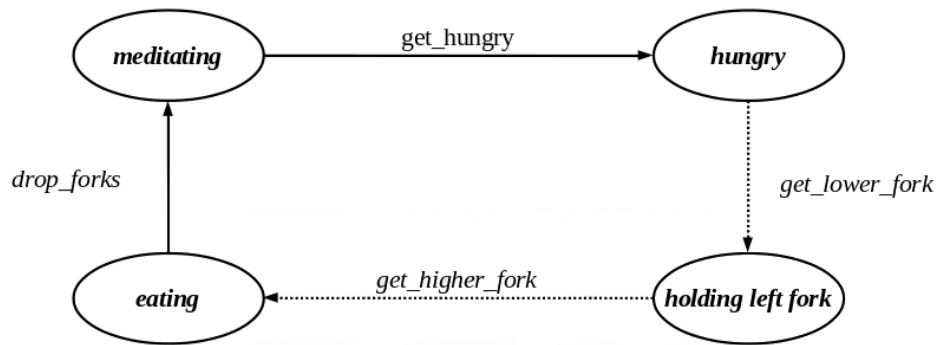 meditating
get_hungry
hungry
drop_forks
get_lower_fork
eating
get_higher_fork
holding left fork